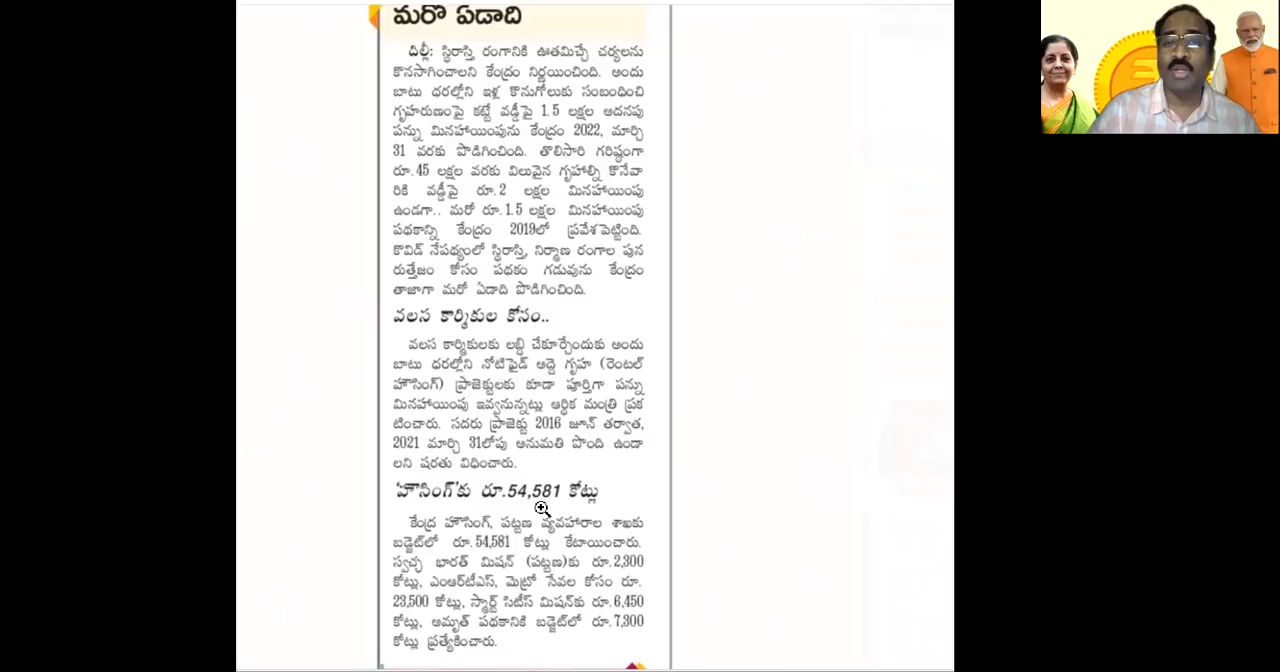 మరో ఏడాది
దిల్లీ: స్థిరాస్తి రంగానికి ఊతమిచ్చే చర్యలను
కొనసాగించాలని కేంద్రం నిర్ణయించింది. అందు
బాటు ధరల్లోని ఇళ్ల కొనుగోలుకు సంబంధించి
గృహరుణంపై కట్టే వడ్డీపై 1.5 లక్షల అదనపు
పన్ను మినహాయింపును కేంద్రం 2022, మార్చి
31 వరకు పొడిగించింది. తొలిసారి గరిష్ఠంగా
రూ.45 లక్షల వరకు విలువైన గృహాల్ని కొనేవా
రికి వడ్డీపై రూ.2 లక్షల మినహాయింపు
ఉండగా.. మరో రూ.1.5 లక్షల మినహాయింపు
పథకాన్ని కేంద్రం 2019లో ప్రవేశపెట్టింది.
కొవిడ్ నేపథ్యంలో స్థిరాస్తి, నిర్మాణ రంగాల పున
రుత్తేజం కోసం పథకం గడువును కేంద్రం
తాజాగా మరో ఏడాది పొడిగించింది.
వలస కార్మికుల కోసం..
వలస కార్మికులకు లబ్ధి చేకూర్చేందుకు అందు
బాటు ధరల్లోని నోటిఫైడ్ అద్దె గృహ (రెంటల్
హౌసింగ్) ప్రాజెక్టులకు కూడా పూర్తిగా పన్ను
మినహాయింపు ఇవ్వనున్నట్లు ఆర్థిక మంత్రి ప్రక
టించారు. సదరు ప్రాజెక్టు 2016 జూన్ తర్వాత,
2021 మార్చి 31లోపు అనుమతి పొంది ఉండా
లని షరతు విధించారు.
'హౌసింగ్'కు రూ.54,581 కోట్లు
కేంద్ర హౌసింగ్, పట్టణ వ్యవహారాల శాఖకు
బడ్జెట్‌లో రూ.54,581 కోట్లు కేటాయించారు.
స్వచ్ఛ భారత్ మిషన్ (పట్టణ)కు రూ.2,300
కోట్లు, ఎంఆర్‌టీఎస్, మెట్రో సేవల కోసం రూ.
23,500 కోట్లు, స్మార్ట్ సిటీస్ మిషన్‌కు రూ.6,450
కోట్లు, అమృత్ పథకానికి బడ్జెట్‌లో రూ.7,300
కోట్లు ప్రత్యేకించారు.